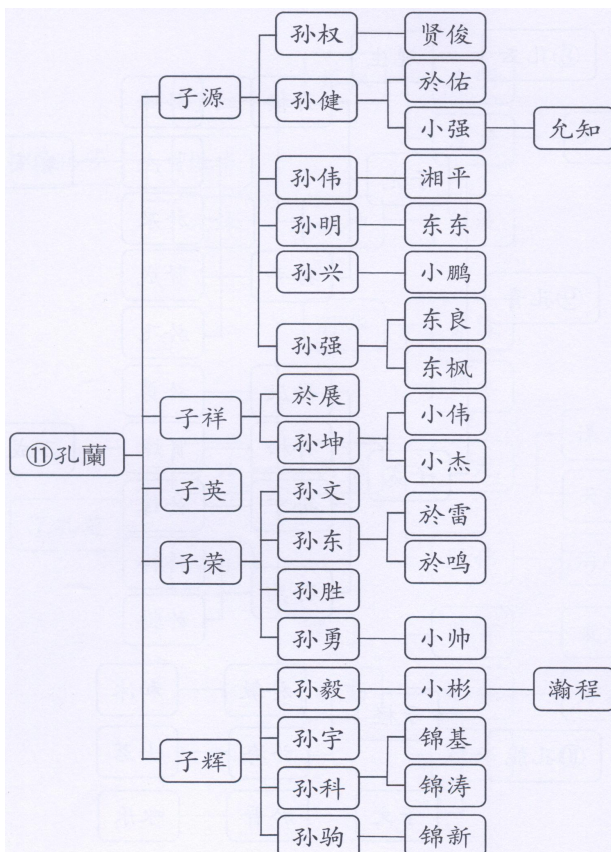 孙权 贤俊
子源 孙健 於佑
小强 允知
孙伟 湘平
孙明 东东
孙兴 小鹏
孙强 东良
东枫
子祥 於展
孙坤 小伟
小杰
⑪孔蘭
子英
孙文
子荣 孙东 於雷
於鸣
孙胜
孙勇 小帅
孙毅 小彬 瀚程
孙宇
子辉 孙科 锦基
锦涛
孙驹 锦新